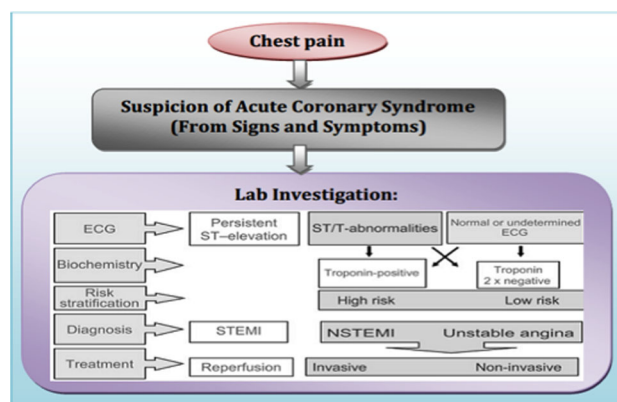 Chest pain
Suspicion of Acute Coronary Syndrome
(From Signs and Symptoms)
Lab Investigation:
ECG
Persistent
ST–elevation
ST/T-abnormalities
Normal or undetermined
ECG
Biochemistry
Troponin-positive
Troponin
2 x negative
Risk
stratification
High risk
Low risk
Diagnosis
STEMI
NSTEMI
Unstable angina
Treatment
Reperfusion
Invasive
Non-invasive